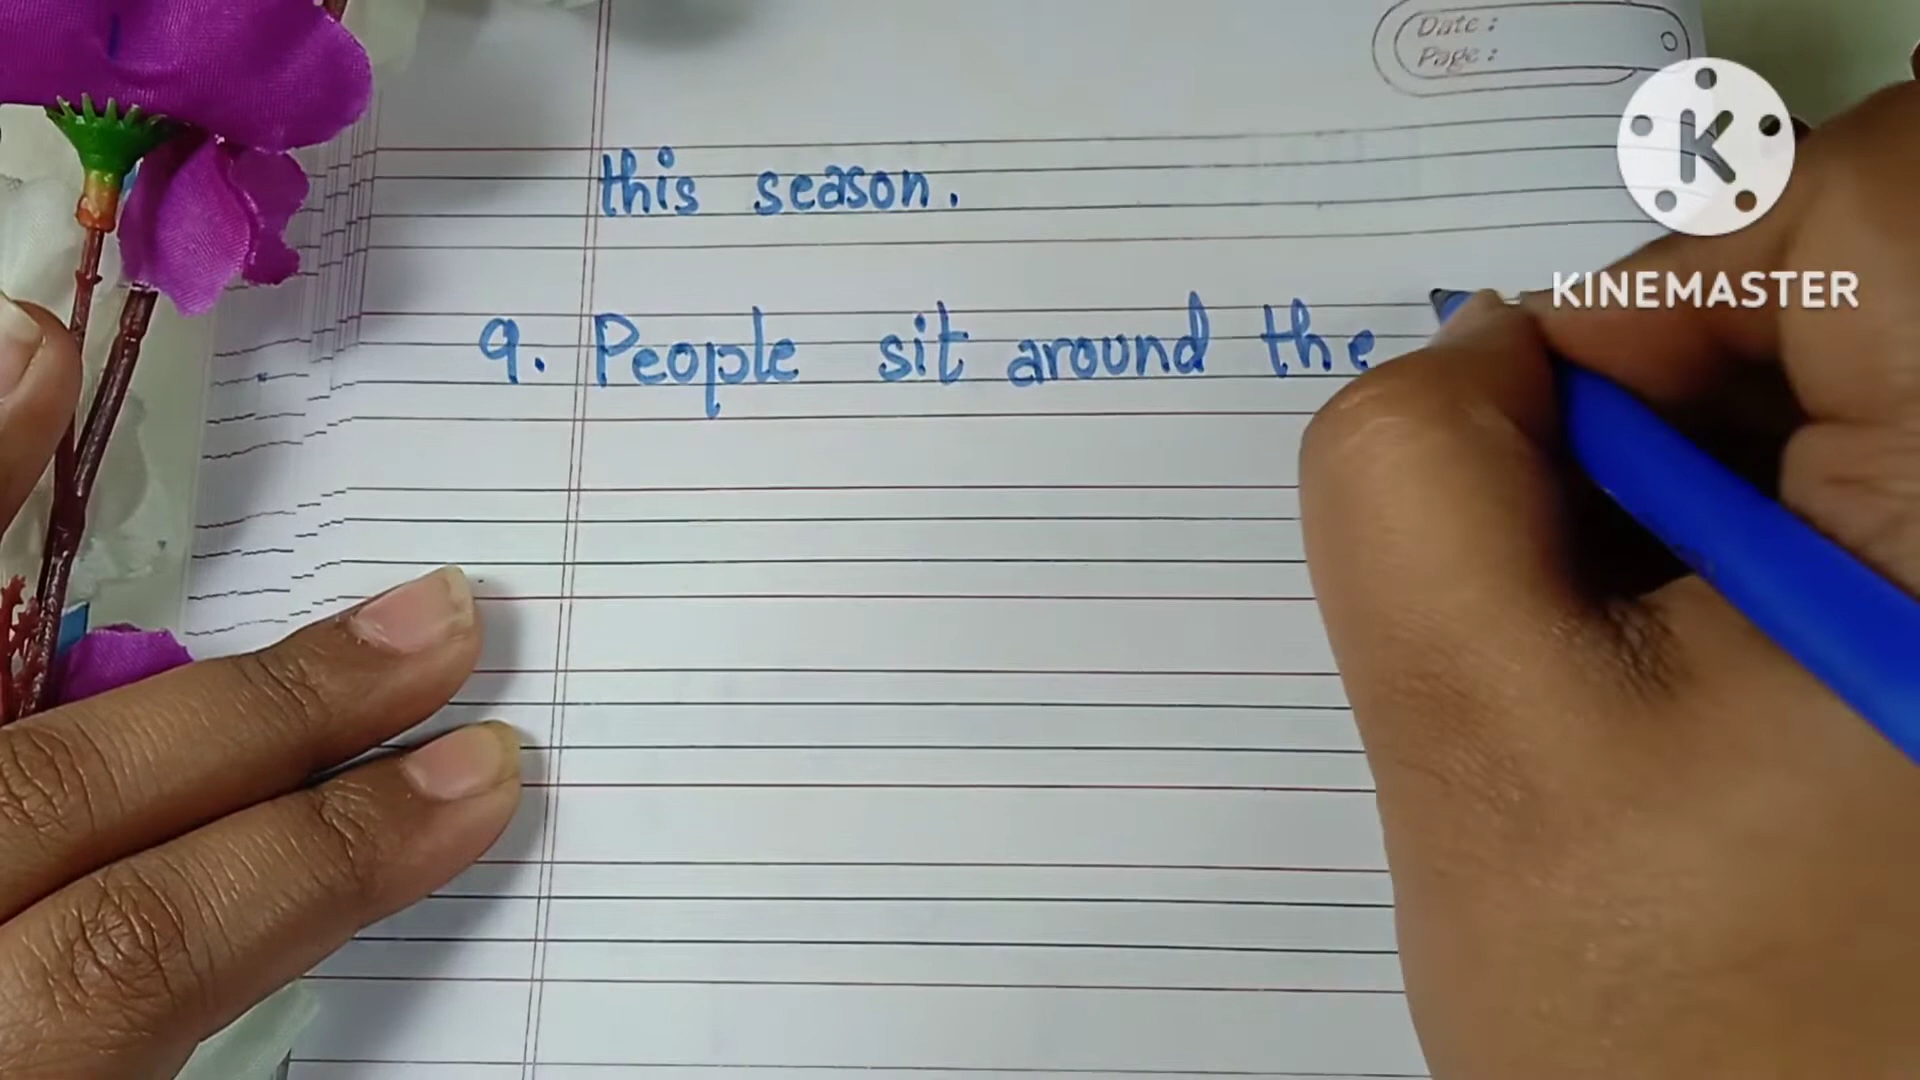 Date :
Page :
this season.
KINEMASTER
9. People sit around the